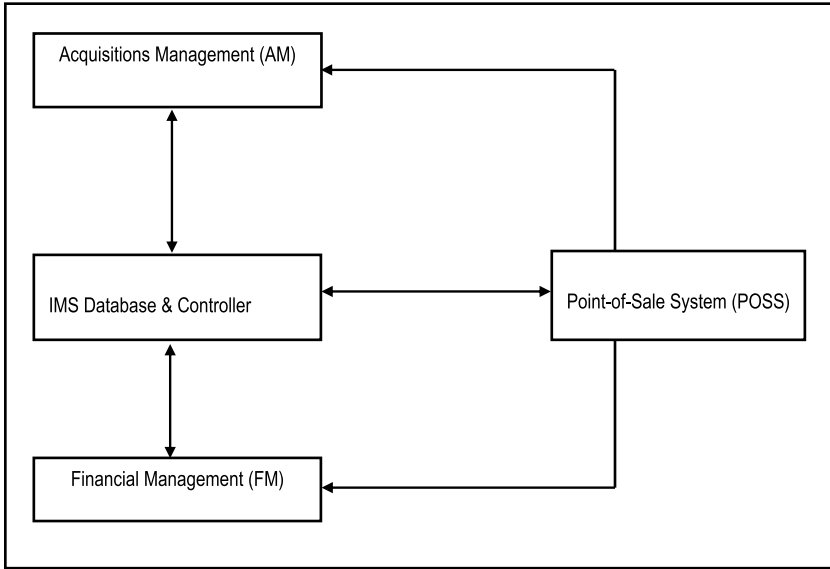 Acquisitions Management (AM)
IMS Database & Controller
Point-of-Sale System (POSS)
Financial Management (FM)